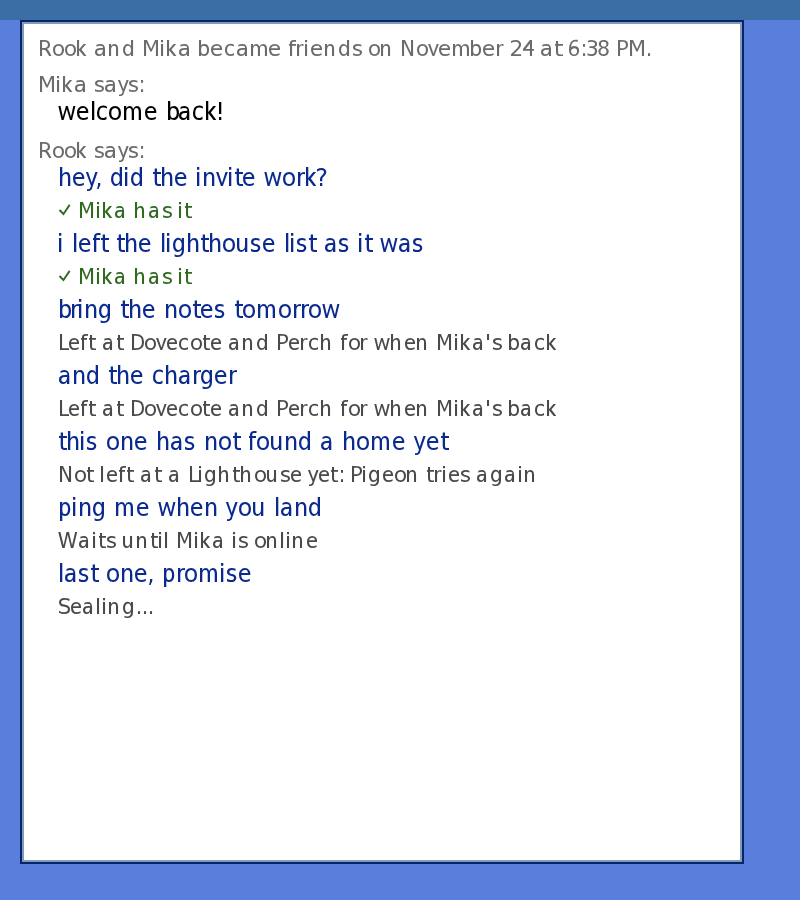 Rook and Mika became friends on November 24 at 6:38 PM.
Mika says:
welcome back!
Rook says:
hey, did the invite work?
✓ Mika has it
i left the lighthouse list as it was
✓ Mika has it
bring the notes tomorrow
Left at Dovecote and Perch for when Mika's back
and the charger
Left at Dovecote and Perch for when Mika's back
this one has not found a home yet
Not left at a Lighthouse yet: Pigeon tries again
ping me when you land
Waits until Mika is online
last one, promise
Sealing...